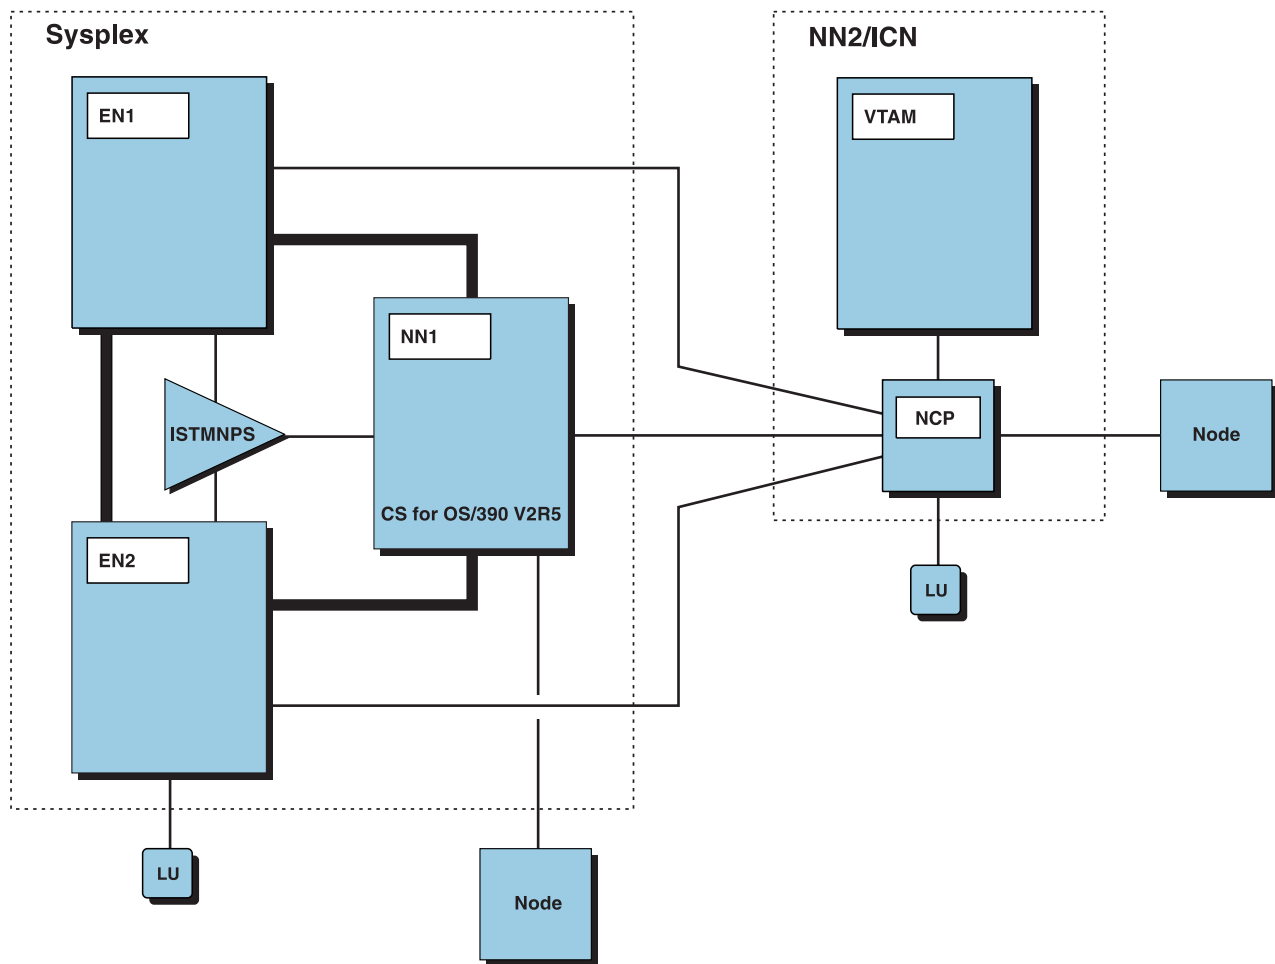 Sysplex
NN2/ICN
EN1
VTAM
NN1
ISTMNPS
NCP
Node
CS for OS/390 V2R5
EN2
LU
LU
Node